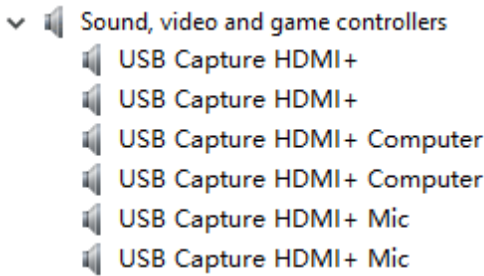 Sound, video and game controllers
USB Capture HDMI+
USB Capture HDMI+
USB Capture HDMI+ Computer
USB Capture HDMI+ Computer
USB Capture HDMI+ Mic
USB Capture HDMI+ Mic